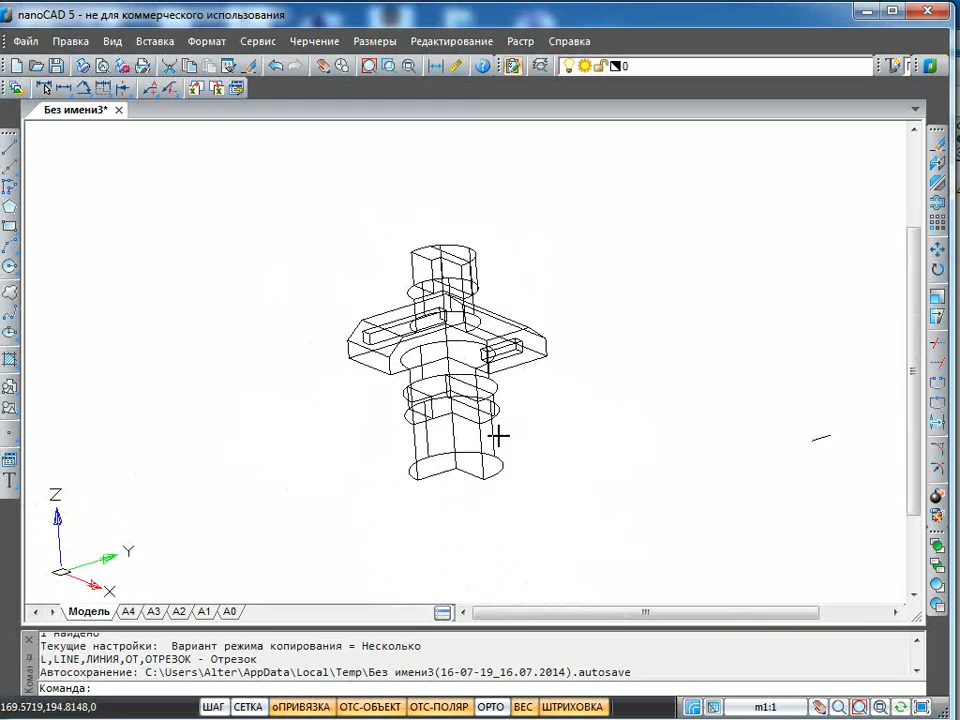 nanoCAD 5 - не для коммерческого использования
Файл Правка Вид Вставка Формат Сервис Черчение Размеры Редактирование Растр Справка
0
Без имени3*
Z
Y
X
Модель A4 A3 A2 A1 A0
1 найдено
Текущие настройки: Вариант режима копирования = Несколько
L,LINE,ЛИНИЯ,ОТ,ОТРЕЗОК - Отрезок
Автосохранение: C:\Users\Alter\AppData\Local\Temp\Без имени3(16-07-19_16.07.2014).autosave
Команда:
169.5719,194.8148,0 ШАГ СЕТКА оПРИВЯЗКА ОТС-ОБЪЕКТ ОТС-ПОЛЯР ОРТО ВЕС ШТРИХОВКА m1:1